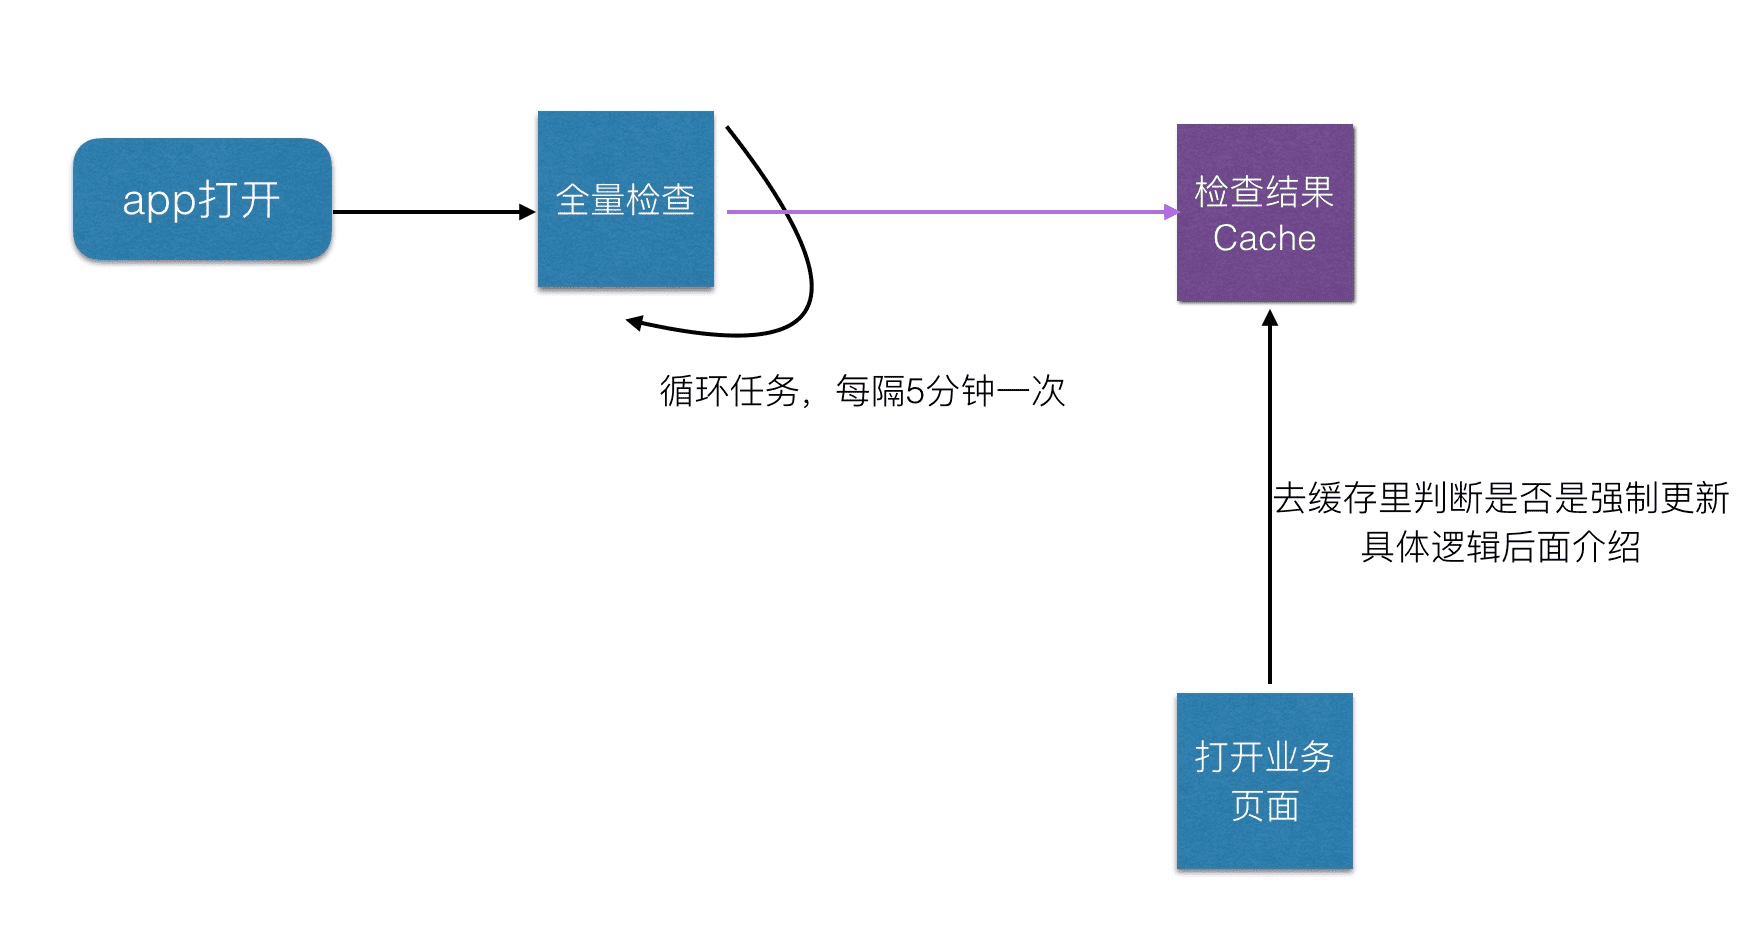 app打开
全量检查
检查结果
Cache
循环任务，每隔5分钟一次
去缓存里判断是否是强制更新
具体逻辑后面介绍
打开业务
页面